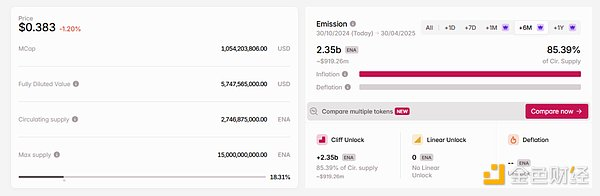 Price
$0.383 -1.20%
MCap 1,054,203,806.00 USD
Fully Diluted Value 5,747,565,000.00 USD
Circulating supply 2,746,875,000.00 ENA
Max supply 15,000,000,000.00 ENA
18.31%
Emission
30/10/2024 (Today) - 30/04/2025
All +1D +7D +1M +6M +1Y
2.35b ENA 85.39%
~$919.26m of Cir. Supply
Inflation
Deflation
Compare multiple tokens NEW Compare now →
Cliff Unlock
+2.35b ENA
85.39% of Cir. supply
~$919.26m
Linear Unlock
0 ENA
No Linear
Unlock
Deflation
-- ENA
金色财经